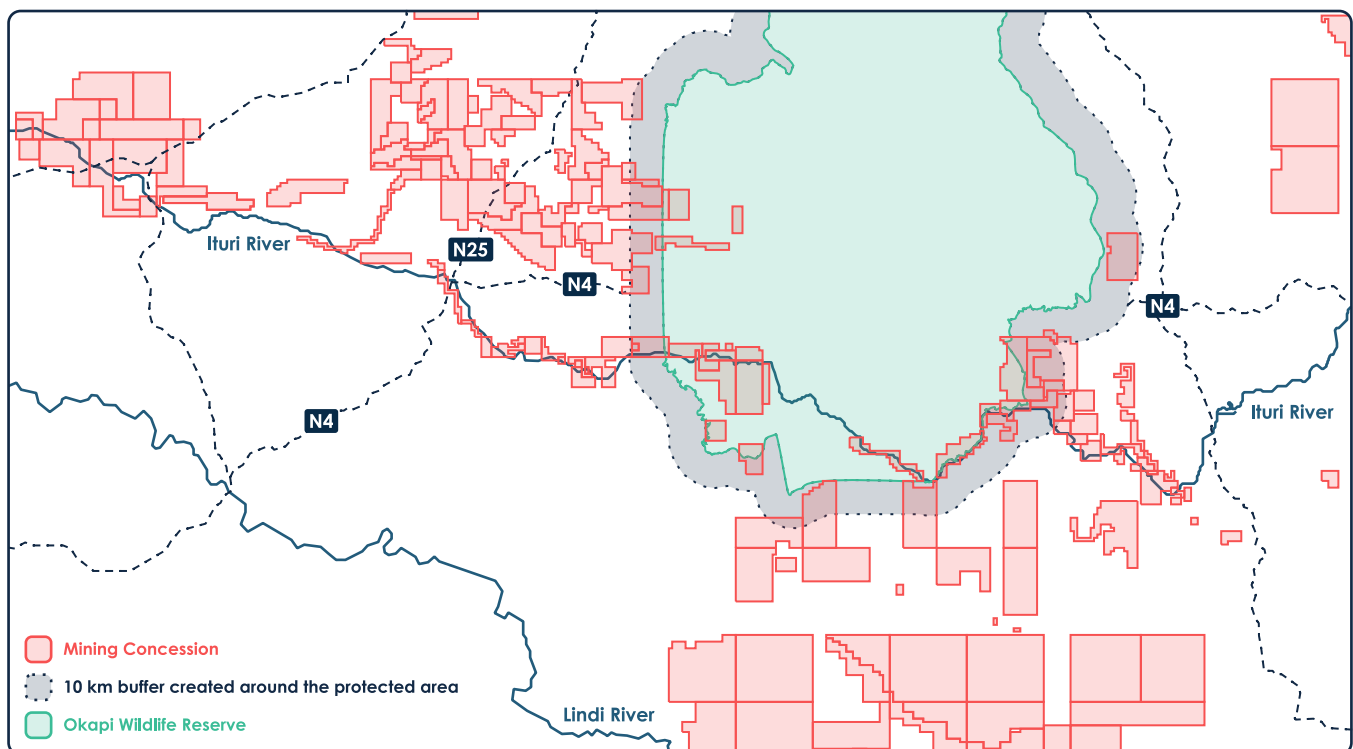 Ituri River
N25
N4
N4
N4
Ituri River
Mining Concession
10 km buffer created around the protected area
Okapi Wildlife Reserve
Lindi River